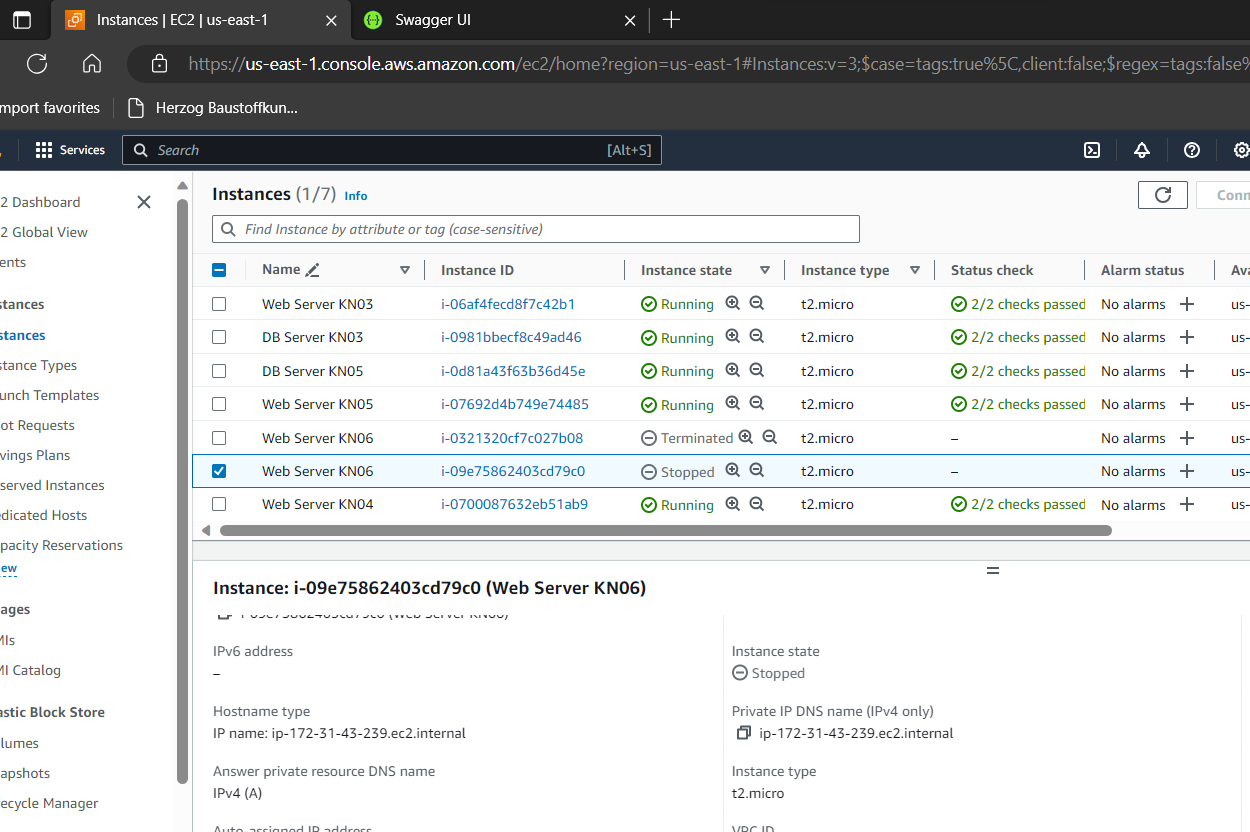 Instances | EC2 | us-east-1
Swagger UI
https://us-east-1.console.aws.amazon.com/ec2/home?region=us-east-1#Instances:v=3;$case=tags:true%5C,client:false;$regex=tags:false%
mport favorites
Herzog Baustoffkun...
Services
Search
[Alt+S]
2 Dashboard
2 Global View
ents
stances
stances
stance Types
unch Templates
ot Requests
vings Plans
served Instances
edicated Hosts
pacity Reservations
ew
ages
MIs
MI Catalog
astic Block Store
lumes
apshots
ecycle Manager
Instances (1/7) Info
Conn
Find Instance by attribute or tag (case-sensitive)
Name Instance ID Instance state Instance type Status check Alarm status Ava
Web Server KN03 i-06af4fecd8f7c42b1 Running t2.micro 2/2 checks passed No alarms us-
DB Server KN03 i-0981bbecf8c49ad46 Running t2.micro 2/2 checks passed No alarms us-
DB Server KN05 i-0d81a43f63b36d45e Running t2.micro 2/2 checks passed No alarms us-
Web Server KN05 i-07692d4b749e74485 Running t2.micro 2/2 checks passed No alarms us-
Web Server KN06 i-0321320cf7c027b08 Terminated t2.micro – No alarms us-
Web Server KN06 i-09e75862403cd79c0 Stopped t2.micro – No alarms us-
Web Server KN04 i-0700087632eb51ab9 Running t2.micro 2/2 checks passed No alarms us-
Instance: i-09e75862403cd79c0 (Web Server KN06)
i-09e75862403cd79c0 (Web Server KN06)
IPv6 address
–
Instance state
Stopped
Hostname type
IP name: ip-172-31-43-239.ec2.internal
Private IP DNS name (IPv4 only)
ip-172-31-43-239.ec2.internal
Answer private resource DNS name
IPv4 (A)
Instance type
t2.micro
Auto-assigned IP address
VPC ID